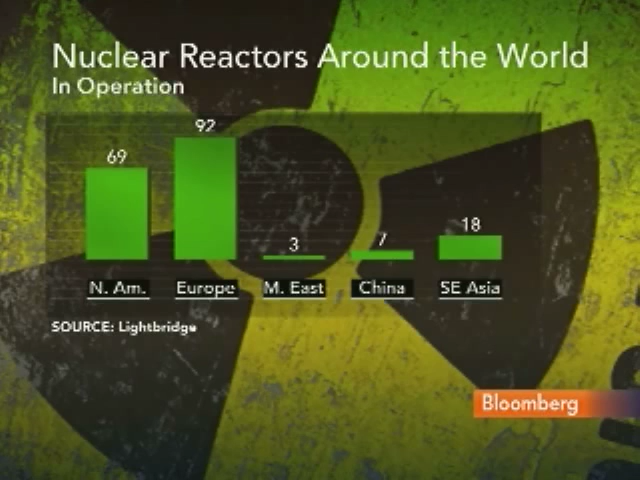 Nuclear Reactors Around the World
In Operation
69
92
3
7
18
N. Am.
Europe
M. East
China
SE Asia
SOURCE: Lightbridge
Bloomberg